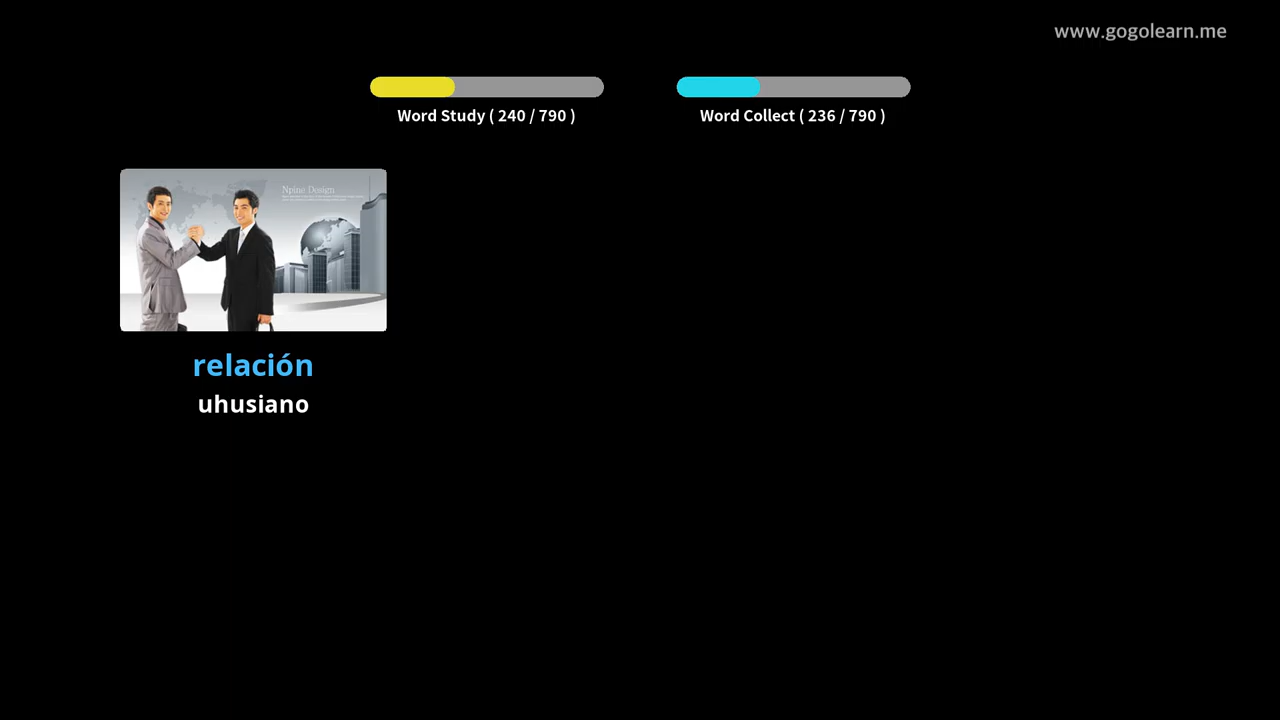 www.gogolearn.me
Word Study ( 240 / 790 )
Word Collect ( 236 / 790 )
Npine Design
relación
uhusiano